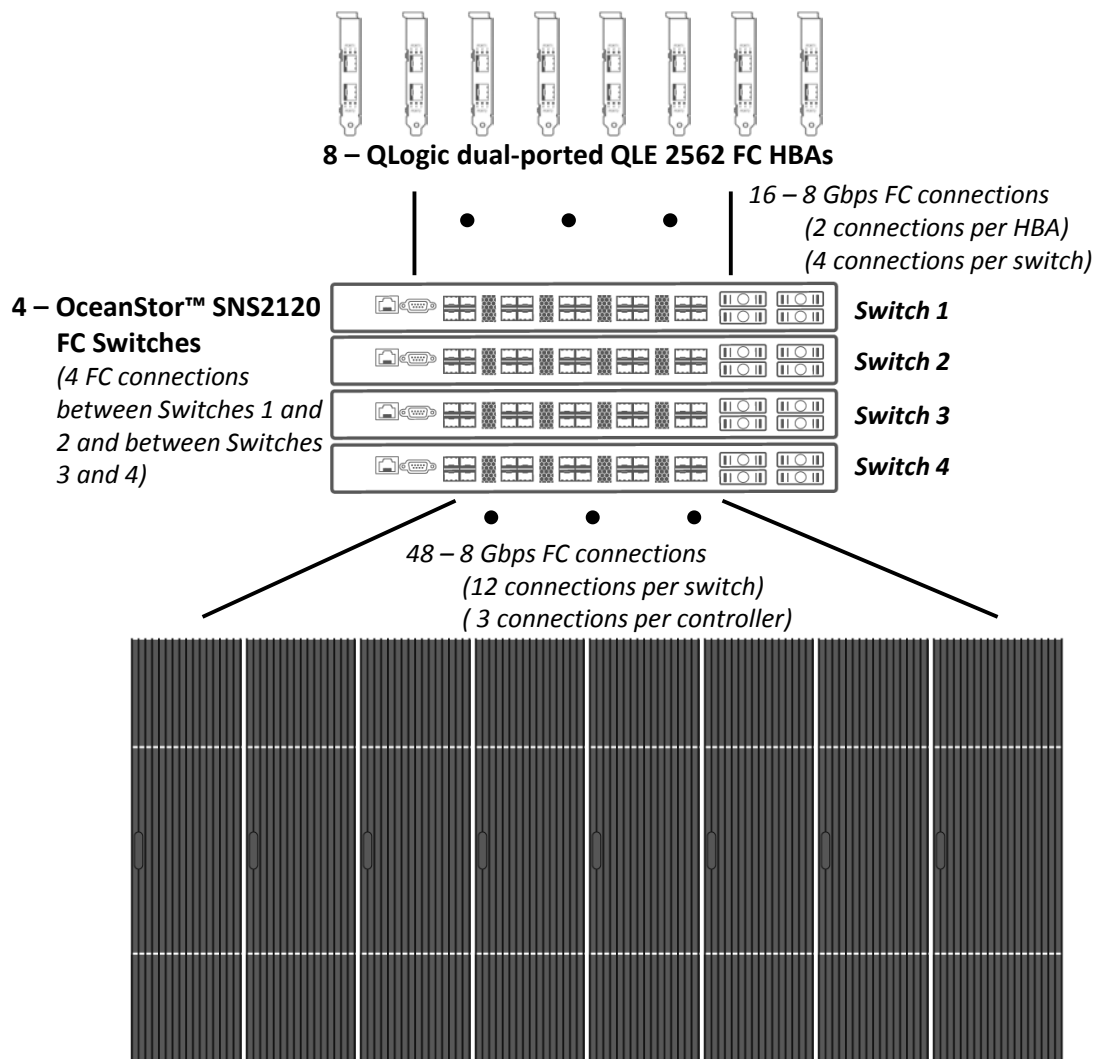 8 – QLogic dual-ported QLE 2562 FC HBAs
16 – 8 Gbps FC connections
(2 connections per HBA)
(4 connections per switch)
4 – OceanStor™ SNS2120
FC Switches
(4 FC connections
between Switches 1 and
2 and between Switches
3 and 4)
Switch 1
Switch 2
Switch 3
Switch 4
48 – 8 Gbps FC connections
(12 connections per switch)
( 3 connections per controller)